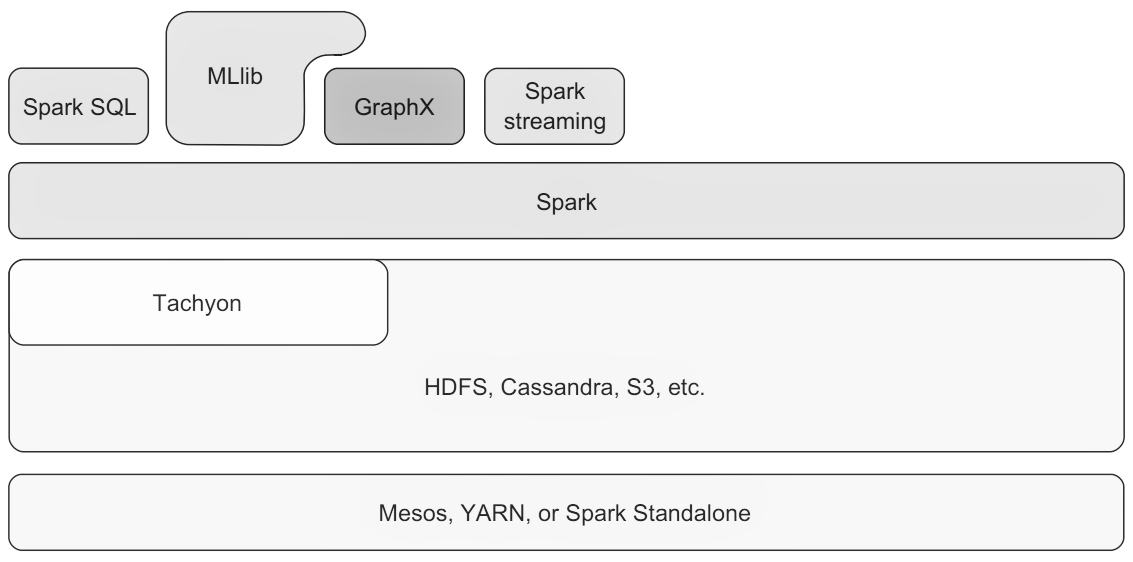 MLlib
Spark SQL
GraphX
Spark
streaming
Spark
Tachyon
HDFS, Cassandra, S3, etc.
Mesos, YARN, or Spark Standalone